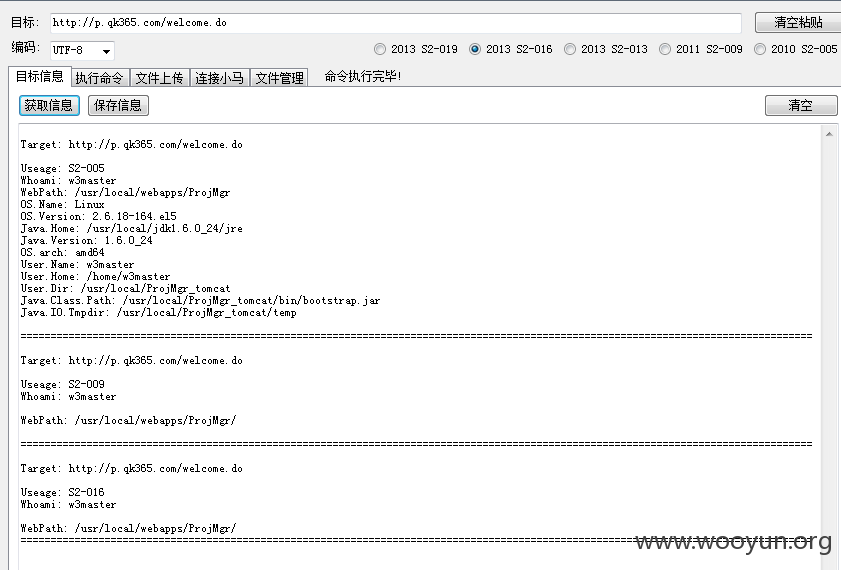 目标: http://p.qk365.com/welcome.do 清空粘贴
编码: UTF-8 2013 S2-019 2013 S2-016 2013 S2-013 2011 S2-009 2010 S2-005
目标信息 执行命令 文件上传 连接小马 文件管理 命令执行完毕!
获取信息 保存信息 清空
Target: http://p.qk365.com/welcome.do
Useage: S2-005
Whoami: w3master
WebPath: /usr/local/webapps/ProjMgr
OS.Name: Linux
OS.Version: 2.6.18-164.el5
Java.Home: /usr/local/jdk1.6.0_24/jre
Java.Version: 1.6.0_24
OS.arch: amd64
User.Name: w3master
User.Home: /home/w3master
User.Dir: /usr/local/ProjMgr_tomcat
Java.Class.Path: /usr/local/ProjMgr_tomcat/bin/bootstrap.jar
Java.IO.Tmpdir: /usr/local/ProjMgr_tomcat/temp
Target: http://p.qk365.com/welcome.do
Useage: S2-009
Whoami: w3master
WebPath: /usr/local/webapps/ProjMgr/
Target: http://p.qk365.com/welcome.do
Useage: S2-016
Whoami: w3master
WebPath: /usr/local/webapps/ProjMgr/
www.wooyun.org